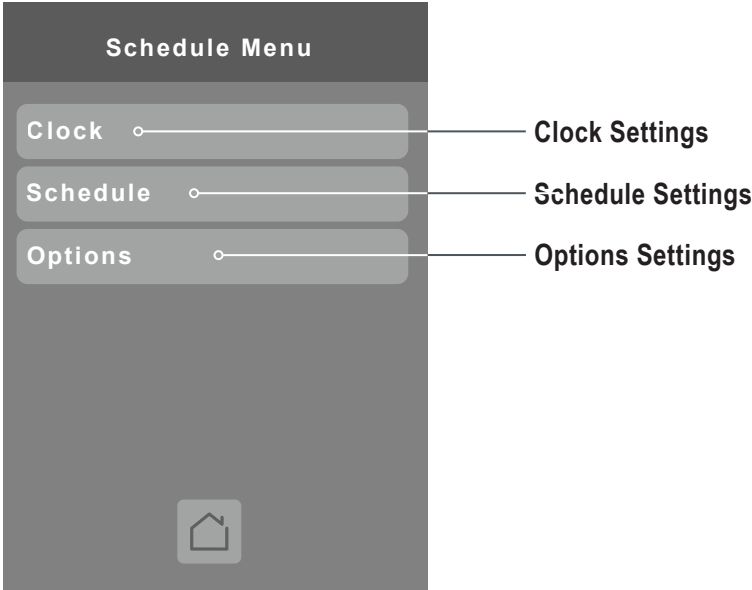 Schedule Menu
Clock
Clock Settings
Schedule
Schedule Settings
Options
Options Settings